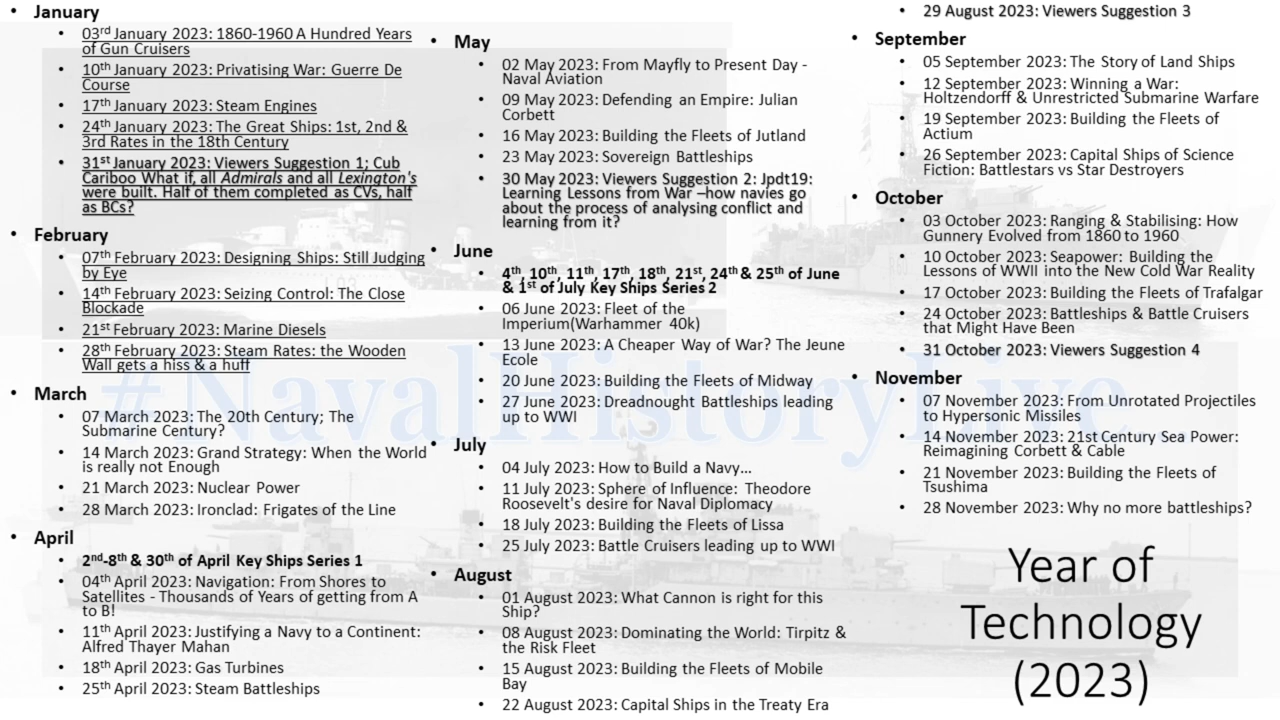 January
03rd January 2023: 1860-1960 A Hundred Years
of Gun Cruisers
10th January 2023: Privatising War: Guerre De
Course
17th January 2023: Steam Engines
24th January 2023: The Great Ships: 1st, 2nd &
3rd Rates in the 18th Century
31st January 2023: Viewers Suggestion 1; Cub
Cariboo What if, all Admirals and all Lexington's
were built. Half of them completed as CVs, half
as BCs?
February
07th February 2023: Designing Ships: Still Judging
by Eye
14th February 2023: Seizing Control: The Close
Blockade
21st February 2023: Marine Diesels
28th February 2023: Steam Rates: the Wooden
Wall gets a hiss & a huff
March
07 March 2023: The 20th Century; The
Submarine Century?
14 March 2023: Grand Strategy: When the World
is really not Enough
21 March 2023: Nuclear Power
28 March 2023: Ironclad: Frigates of the Line
April
2nd-8th & 30th of April Key Ships Series 1
04th April 2023: Navigation: From Shores to
Satellites - Thousands of Years of getting from A
to B!
11th April 2023: Justifying a Navy to a Continent:
Alfred Thayer Mahan
18th April 2023: Gas Turbines
25th April 2023: Steam Battleships
May
02 May 2023: From Mayfly to Present Day -
Naval Aviation
09 May 2023: Defending an Empire: Julian
Corbett
16 May 2023: Building the Fleets of Jutland
23 May 2023: Sovereign Battleships
30 May 2023: Viewers Suggestion 2: Jpdt19:
Learning Lessons from War –how navies go
about the process of analysing conflict and
learning from it?
June
4th, 10th, 11th, 17th, 18th, 21st, 24th & 25th of June
& 1st of July Key Ships Series 2
06 June 2023: Fleet of the
Imperium(Warhammer 40k)
13 June 2023: A Cheaper Way of War? The Jeune
Ecole
20 June 2023: Building the Fleets of Midway
27 June 2023: Dreadnought Battleships leading
up to WWI
July
04 July 2023: How to Build a Navy...
11 July 2023: Sphere of Influence: Theodore
Roosevelt's desire for Naval Diplomacy
18 July 2023: Building the Fleets of Lissa
25 July 2023: Battle Cruisers leading up to WWI
August
01 August 2023: What Cannon is right for this
Ship?
08 August 2023: Dominating the World: Tirpitz &
the Risk Fleet
15 August 2023: Building the Fleets of Mobile
Bay
22 August 2023: Capital Ships in the Treaty Era
29 August 2023: Viewers Suggestion 3
September
05 September 2023: The Story of Land Ships
12 September 2023: Winning a War:
Holtzendorff & Unrestricted Submarine Warfare
19 September 2023: Building the Fleets of
Actium
26 September 2023: Capital Ships of Science
Fiction: Battlestars vs Star Destroyers
October
03 October 2023: Ranging & Stabilising: How
Gunnery Evolved from 1860 to 1960
10 October 2023: Seapower: Building the
Lessons of WWII into the New Cold War Reality
17 October 2023: Building the Fleets of Trafalgar
24 October 2023: Battleships & Battle Cruisers
that Might Have Been
31 October 2023: Viewers Suggestion 4
November
07 November 2023: From Unrotated Projectiles
to Hypersonic Missiles
14 November 2023: 21st Century Sea Power:
Reimagining Corbett & Cable
21 November 2023: Building the Fleets of
Tsushima
28 November 2023: Why no more battleships?
Year of
Technology
(2023)
#NavalHistoryLive...
L03